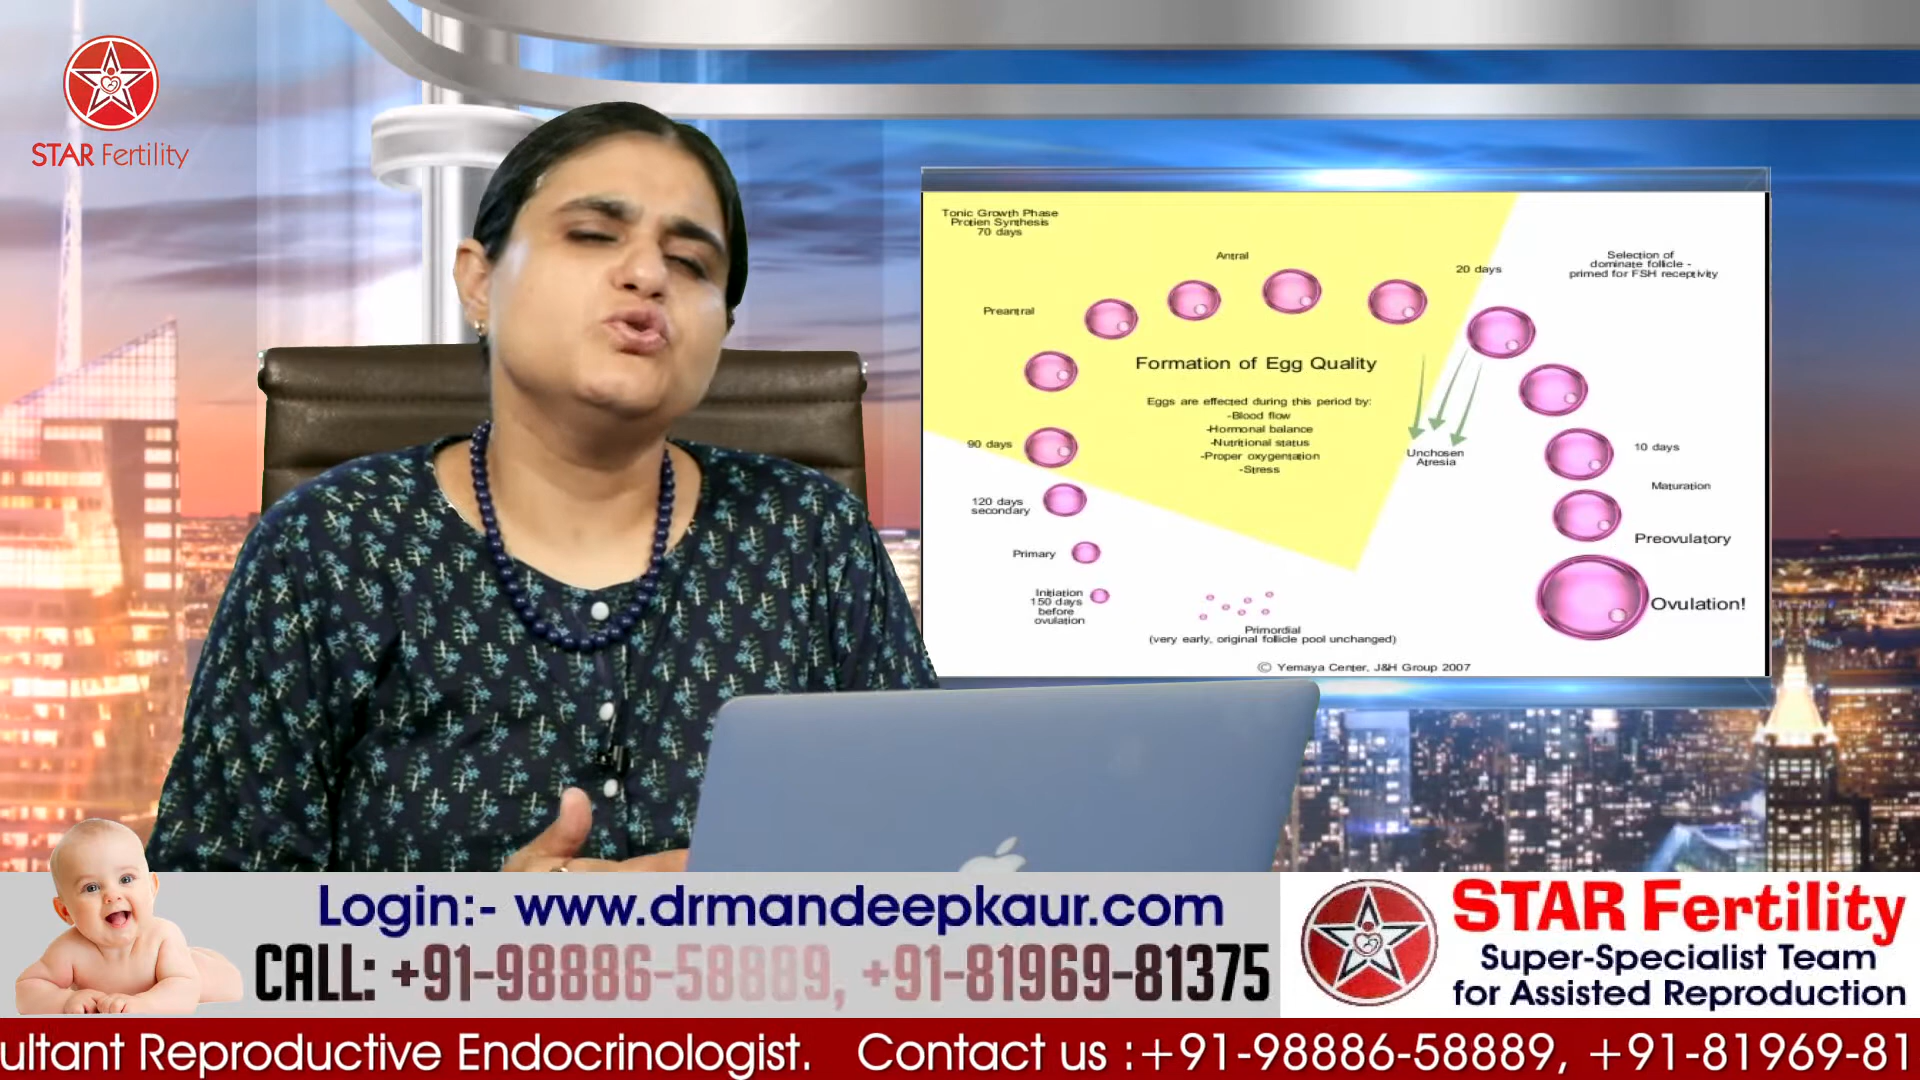 STAR Fertility
Tonic Growth Phase
Protien Synthesis
70 days
Antral
20 days
Selection of
dominate follicle -
primed for FSH receptivity
Preantral
Formation of Egg Quality
Eggs are effected during this period by:
-Blood flow
-Hormonal balance
-Nutritional status
-Proper oxygentation
-Stress
Unchosen
Atresia
90 days
10 days
120 days
secondary
Maturation
Preovulatory
Primary
Initiation
150 days
before
ovulation
Ovulation!
Primordial
(very early, original follicle pool unchanged)
© Yemaya Center, J&H Group 2007
Login:- www.drmandeepkaur.com
CALL: +91-98886-58889, +91-81969-81375
STAR Fertility
Super-Specialist Team
for Assisted Reproduction
ultant Reproductive Endocrinologist. Contact us :+91-98886-58889, +91-81969-81